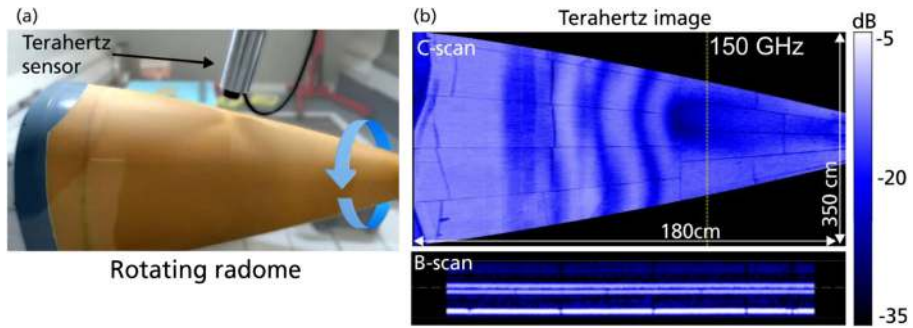 (a)
Terahertz
sensor
Rotating radome
(b)
Terahertz image
dB
C-scan
150 GHz
-5
-20
-35
350 cm
180cm
B-scan